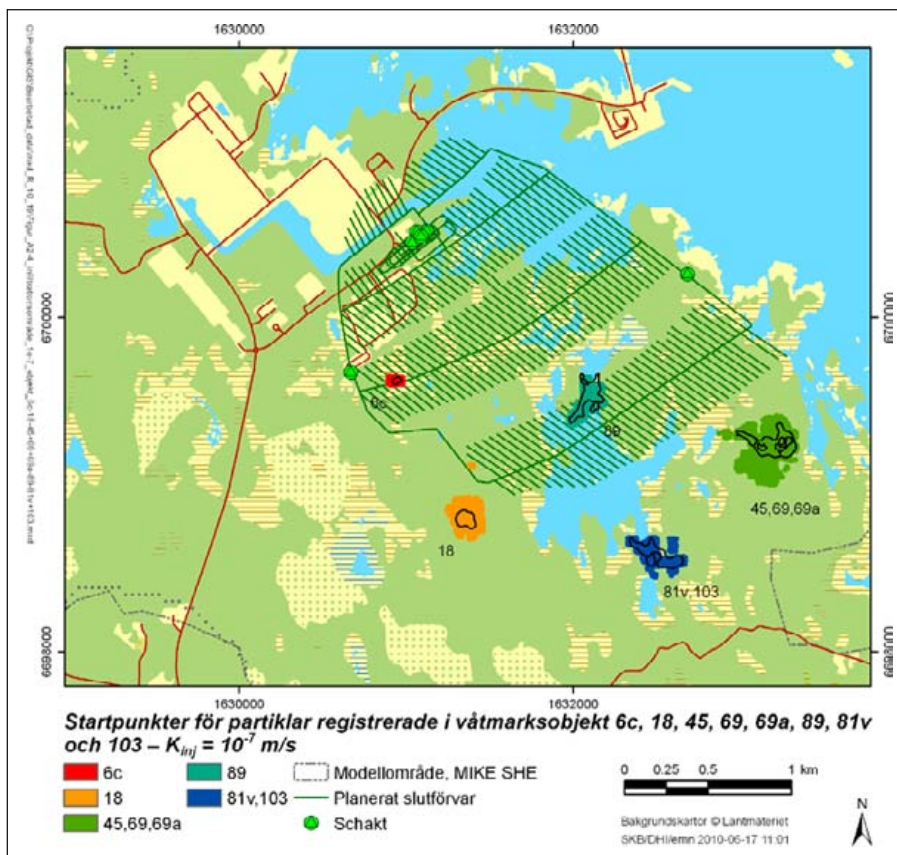 1630000 1632000
6700000 6700000
6c
89
45,69,69a
18
81v,103
6698000 6698000
1630000 1632000
Startpunkter för partiklar registrerade i våtmarksobjekt 6c, 18, 45, 69, 69a, 89, 81v
och 103 – Kinj = 10-7 m/s
6c 89 Modellområde, MIKE SHE
18 81v,103 Planerat slutförvar
45,69,69a Schakt
0 0.25 0.5 1 km
Bakgrundskartor © Lantmäteriet
SKB/DHI/emn 2010-06-17 11:01
N